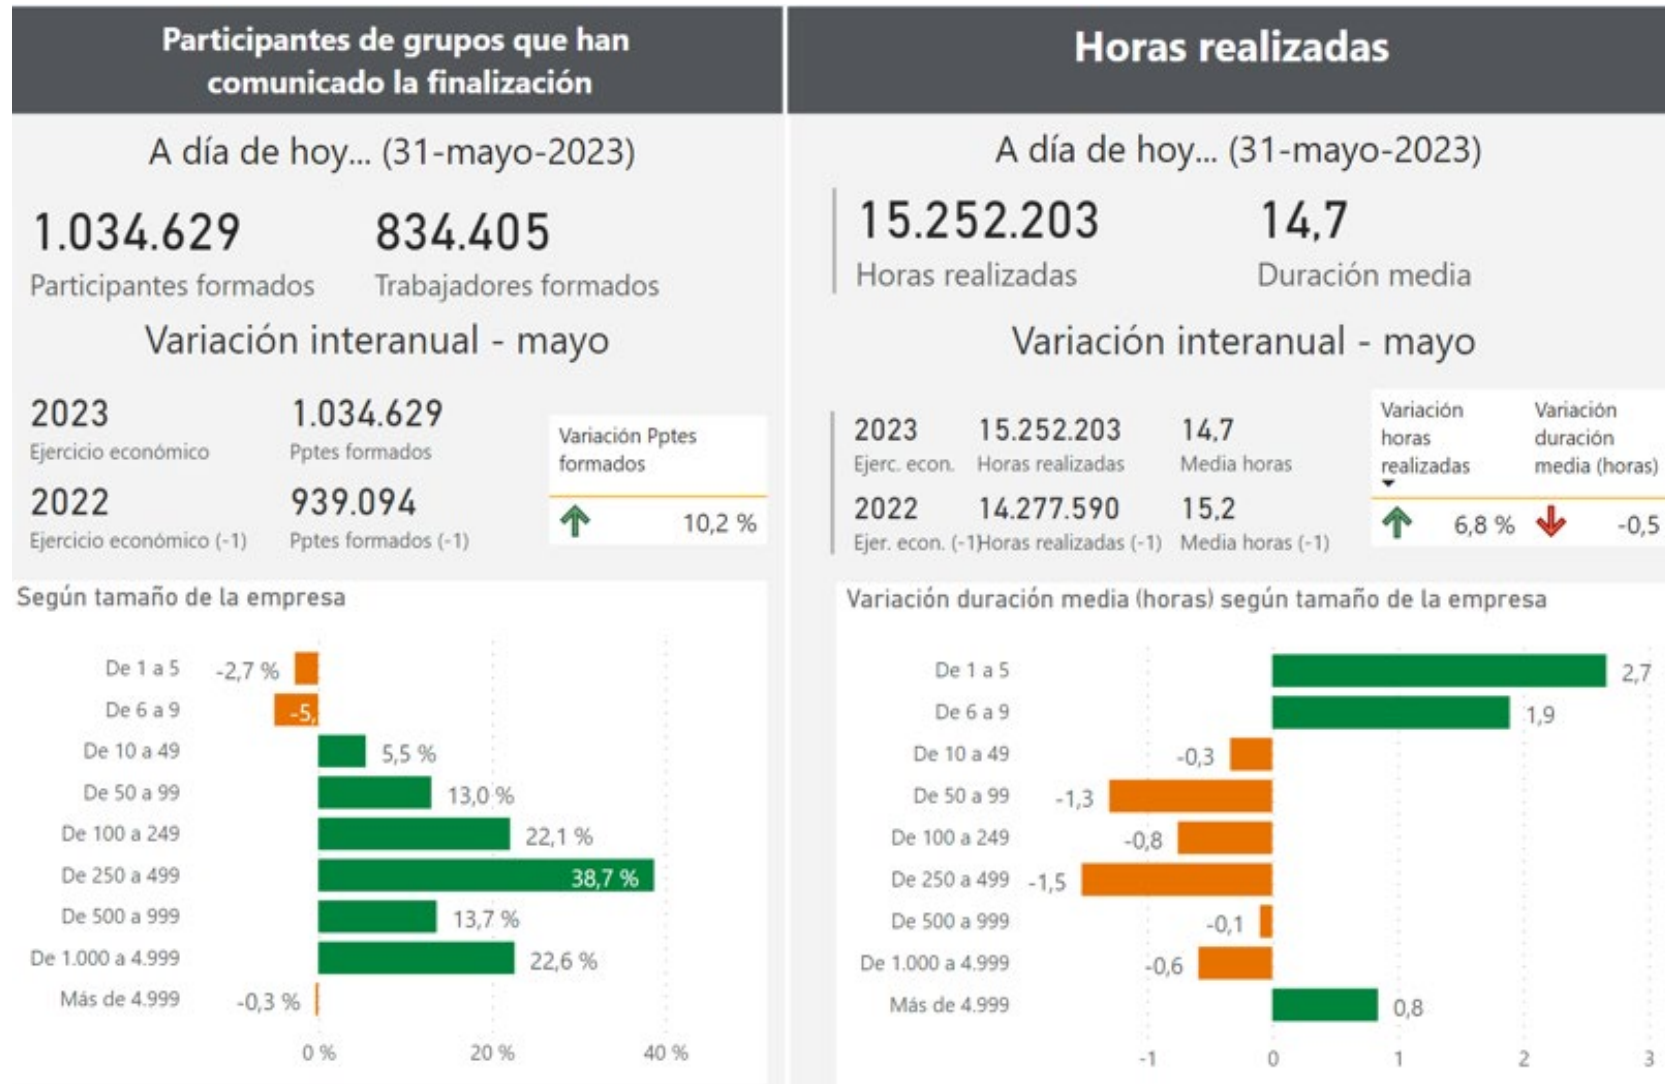 Participantes de grupos que han
comunicado la finalización
A día de hoy... (31-mayo-2023)
1.034.629 834.405
Participantes formados Trabajadores formados
Variación interanual - mayo
2023 1.034.629
Ejercicio económico Pptes formados
2022 939.094
Ejercicio económico (-1) Pptes formados (-1)
Variación Pptes
formados
10,2 %
Según tamaño de la empresa
De 1 a 5 -2,7 %
De 6 a 9 -5,
De 10 a 49 5,5 %
De 50 a 99 13,0 %
De 100 a 249 22,1 %
De 250 a 499 38,7 %
De 500 a 999 13,7 %
De 1.000 a 4.999 22,6 %
Más de 4.999 -0,3 %
0 % 20 % 40 %
Horas realizadas
A día de hoy... (31-mayo-2023)
15.252.203 14,7
Horas realizadas Duración media
Variación interanual - mayo
2023 15.252.203 14,7
Ejerc. econ. Horas realizadas Media horas
2022 14.277.590 15,2
Ejer. econ. (-1)Horas realizadas (-1) Media horas (-1)
Variación Variación
horas duración
realizadas media (horas)
6,8 % -0,5
Variación duración media (horas) según tamaño de la empresa
De 1 a 5 2,7
De 6 a 9 1,9
De 10 a 49 -0,3
De 50 a 99 -1,3
De 100 a 249 -0,8
De 250 a 499 -1,5
De 500 a 999 -0,1
De 1.000 a 4.999 -0,6
Más de 4.999 0,8
-1 0 1 2 3